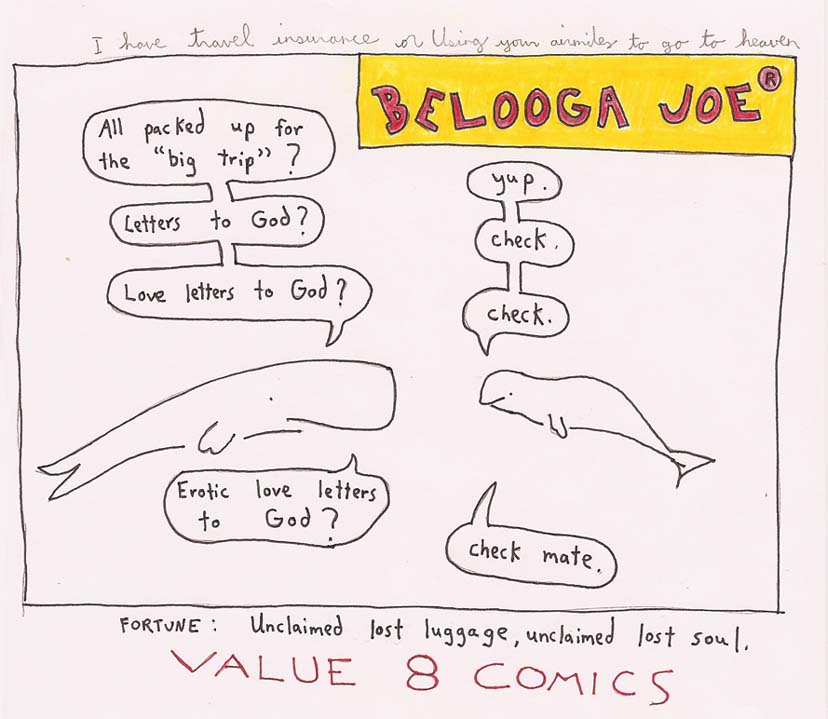 I have travel insurance or Using your airmiles to go to heaven
BELOOGA JOE®
All packed up for
the "big trip"?
yup.
Letters to God?
check.
Love letters to God?
check.
Erotic love letters
to God?
check mate.
FORTUNE: Unclaimed lost luggage, unclaimed lost soul.
VALUE 8 COMICS